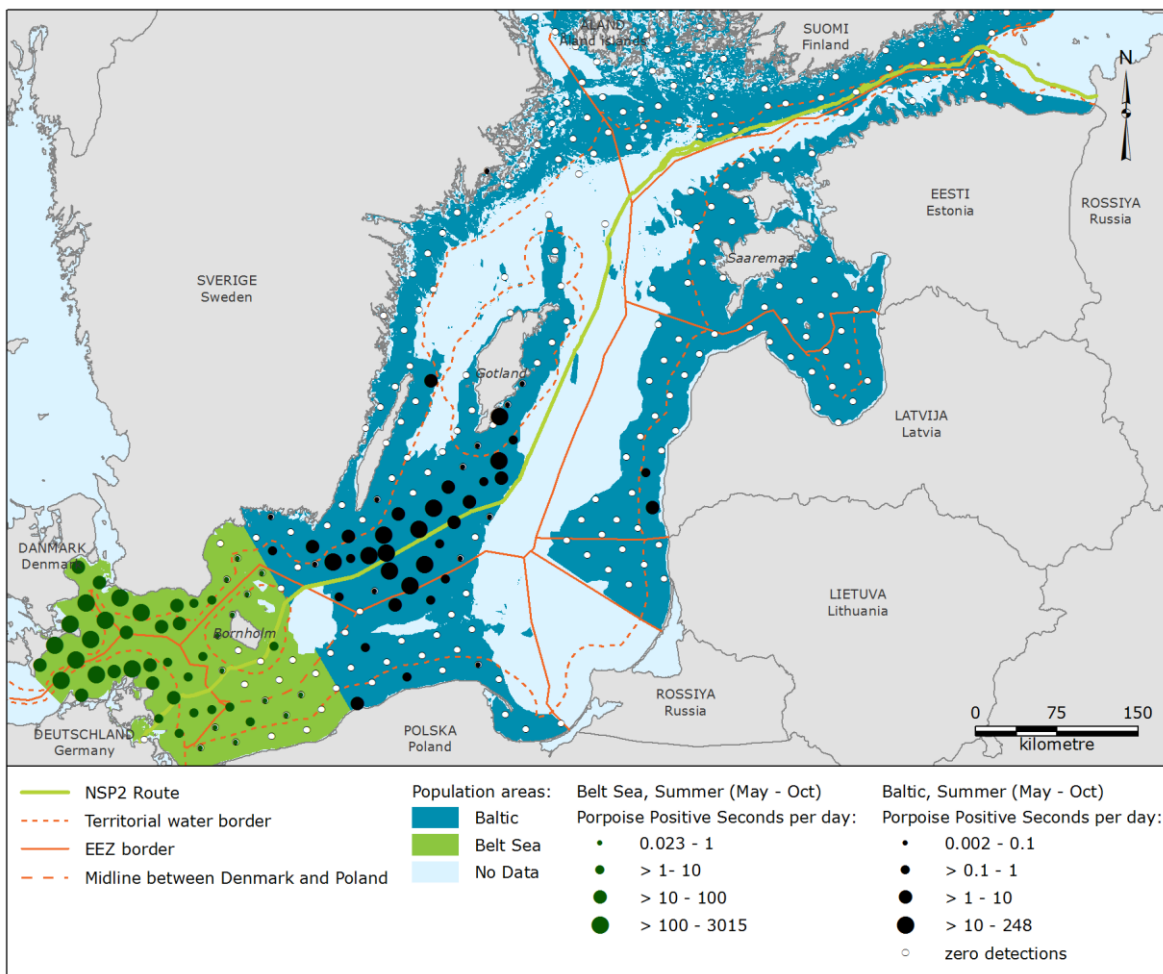 ÅLAND
Åland Islands
SUOMI
Finland
N
EESTI
Estonia
ROSSIYA
Russia
SVERIGE
Sweden
Saaremaa
Gotland
LATVIJA
Latvia
DANMARK
Denmark
LIETUVA
Lithuania
Bornholm
ROSSIYA
Russia
DEUTSCHLAND
Germany
POLSKA
Poland
0 75 150
kilometre
NSP2 Route
Territorial water border
EEZ border
Midline between Denmark and Poland
Population areas:
Baltic
Belt Sea
No Data
Belt Sea, Summer (May - Oct)
Porpoise Positive Seconds per day:
0.023 - 1
> 1- 10
> 10 - 100
> 100 - 3015
Baltic, Summer (May - Oct)
Porpoise Positive Seconds per day:
0.002 - 0.1
> 0.1 - 1
> 1 - 10
> 10 - 248
zero detections